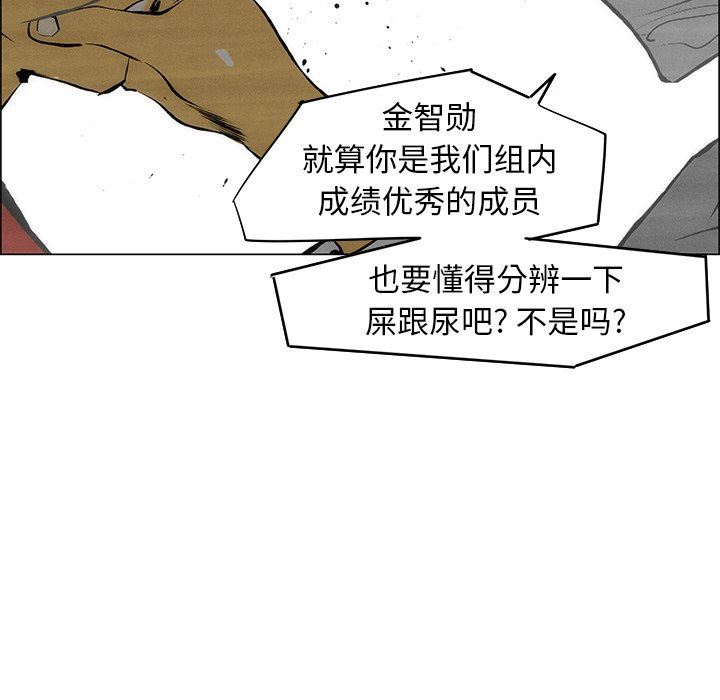 金智勋
就算你是我们组内
成绩优秀的成员
也要懂得分辨一下
屎跟尿吧? 不是吗?